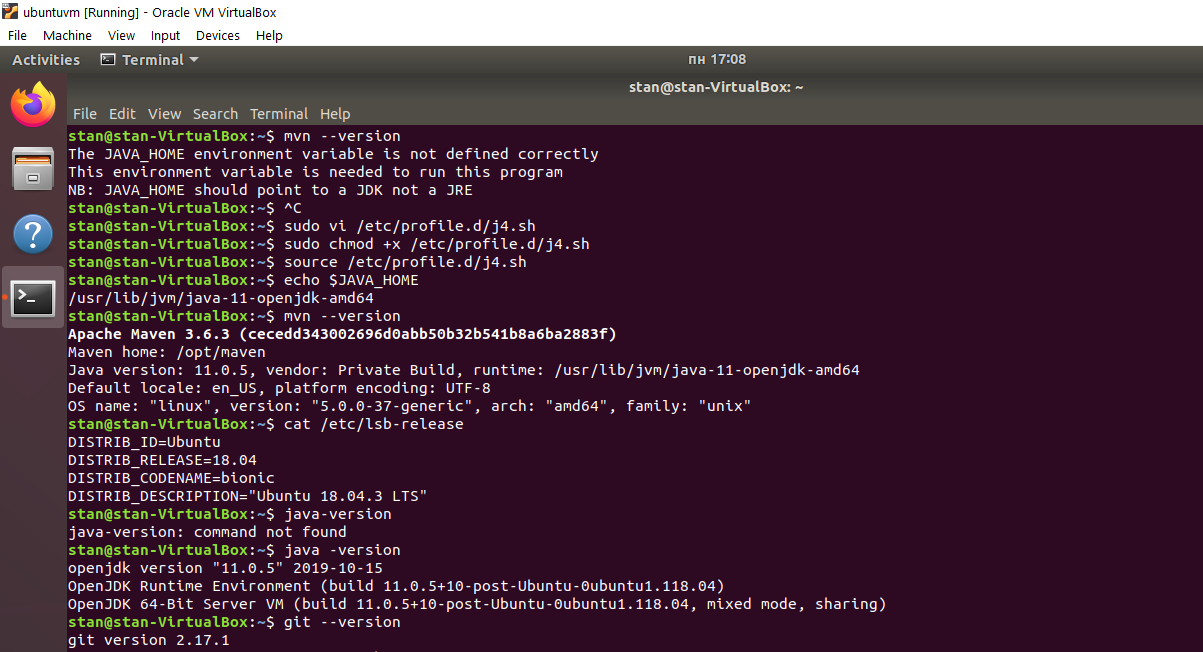 ubuntuvm [Running] - Oracle VM VirtualBox
File Machine View Input Devices Help
Activities Terminal пн 17:08
stan@stan-VirtualBox: ~
File Edit View Search Terminal Help
stan@stan-VirtualBox:~$ mvn --version
The JAVA_HOME environment variable is not defined correctly
This environment variable is needed to run this program
NB: JAVA_HOME should point to a JDK not a JRE
stan@stan-VirtualBox:~$ ^C
stan@stan-VirtualBox:~$ sudo vi /etc/profile.d/j4.sh
stan@stan-VirtualBox:~$ sudo chmod +x /etc/profile.d/j4.sh
stan@stan-VirtualBox:~$ source /etc/profile.d/j4.sh
stan@stan-VirtualBox:~$ echo $JAVA_HOME
/usr/lib/jvm/java-11-openjdk-amd64
stan@stan-VirtualBox:~$ mvn --version
Apache Maven 3.6.3 (cecedd343002696d0abb50b32b541b8a6ba2883f)
Maven home: /opt/maven
Java version: 11.0.5, vendor: Private Build, runtime: /usr/lib/jvm/java-11-openjdk-amd64
Default locale: en_US, platform encoding: UTF-8
OS name: "linux", version: "5.0.0-37-generic", arch: "amd64", family: "unix"
stan@stan-VirtualBox:~$ cat /etc/lsb-release
DISTRIB_ID=Ubuntu
DISTRIB_RELEASE=18.04
DISTRIB_CODENAME=bionic
DISTRIB_DESCRIPTION="Ubuntu 18.04.3 LTS"
stan@stan-VirtualBox:~$ java-version
java-version: command not found
stan@stan-VirtualBox:~$ java -version
openjdk version "11.0.5" 2019-10-15
OpenJDK Runtime Environment (build 11.0.5+10-post-Ubuntu-0ubuntu1.118.04)
OpenJDK 64-Bit Server VM (build 11.0.5+10-post-Ubuntu-0ubuntu1.118.04, mixed mode, sharing)
stan@stan-VirtualBox:~$ git --version
git version 2.17.1